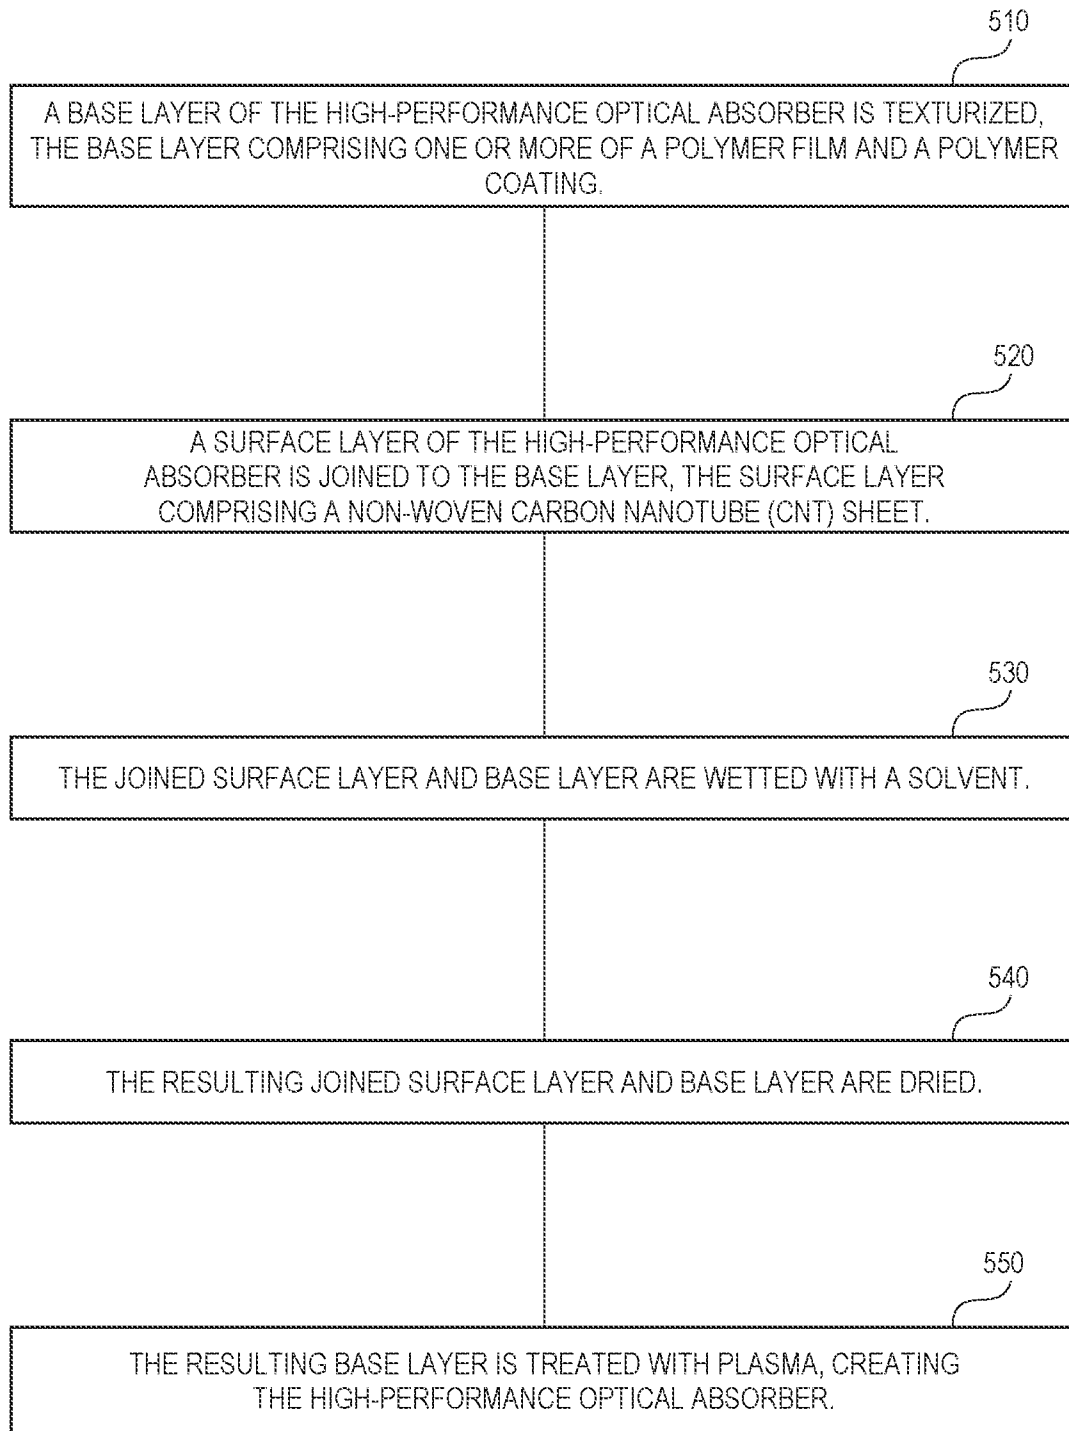 510
A BASE LAYER OF THE HIGH-PERFORMANCE OPTICAL ABSORBER IS TEXTURIZED,
THE BASE LAYER COMPRISING ONE OR MORE OF A POLYMER FILM AND A POLYMER
COATING.
520
A SURFACE LAYER OF THE HIGH-PERFORMANCE OPTICAL
ABSORBER IS JOINED TO THE BASE LAYER, THE SURFACE LAYER
COMPRISING A NON-WOVEN CARBON NANOTUBE (CNT) SHEET.
530
THE JOINED SURFACE LAYER AND BASE LAYER ARE WETTED WITH A SOLVENT.
540
THE RESULTING JOINED SURFACE LAYER AND BASE LAYER ARE DRIED.
550
THE RESULTING BASE LAYER IS TREATED WITH PLASMA, CREATING
THE HIGH-PERFORMANCE OPTICAL ABSORBER.